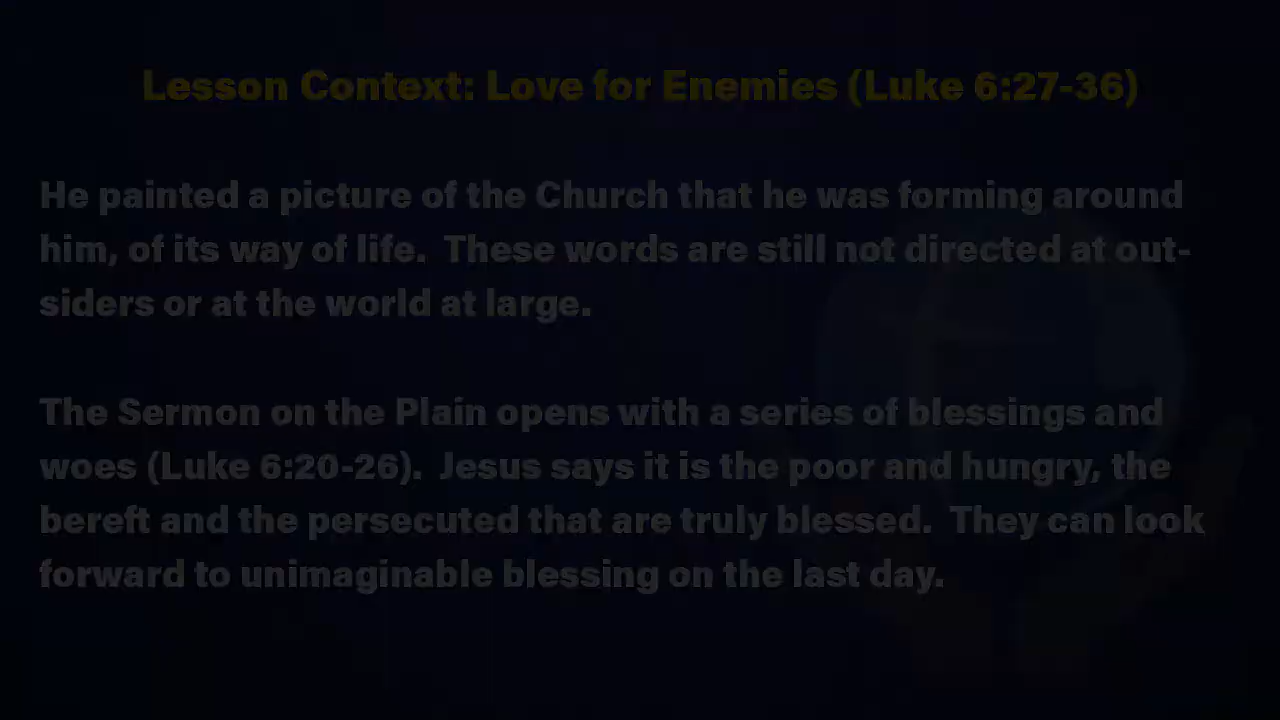 Lesson Context: Love for Enemies (Luke 6:27-36)
He painted a picture of the Church that he was forming around
him, of its way of life.  These words are still not directed at out-
siders or at the world at large.
The Sermon on the Plain opens with a series of blessings and
woes (Luke 6:20-26).  Jesus says it is the poor and hungry, the
bereft and the persecuted that are truly blessed.  They can look
forward to unimaginable blessing on the last day.